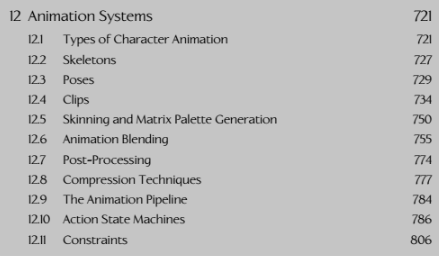 12 Animation Systems 721
12.1 Types of Character Animation 721
12.2 Skeletons 727
12.3 Poses 729
12.4 Clips 734
12.5 Skinning and Matrix Palette Generation 750
12.6 Animation Blending 755
12.7 Post-Processing 774
12.8 Compression Techniques 777
12.9 The Animation Pipeline 784
12.10 Action State Machines 786
12.11 Constraints 806